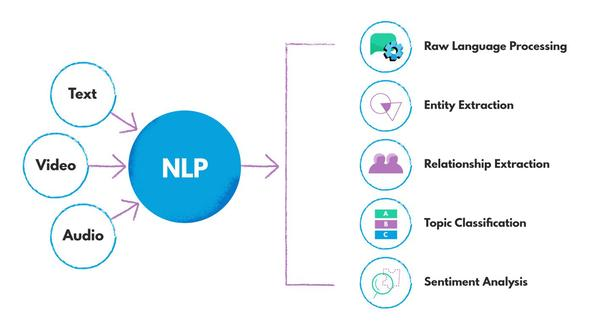 Text
Video
Audio
NLP
Raw Language Processing
Entity Extraction
Relationship Extraction
A
B
C
Topic Classification
Sentiment Analysis